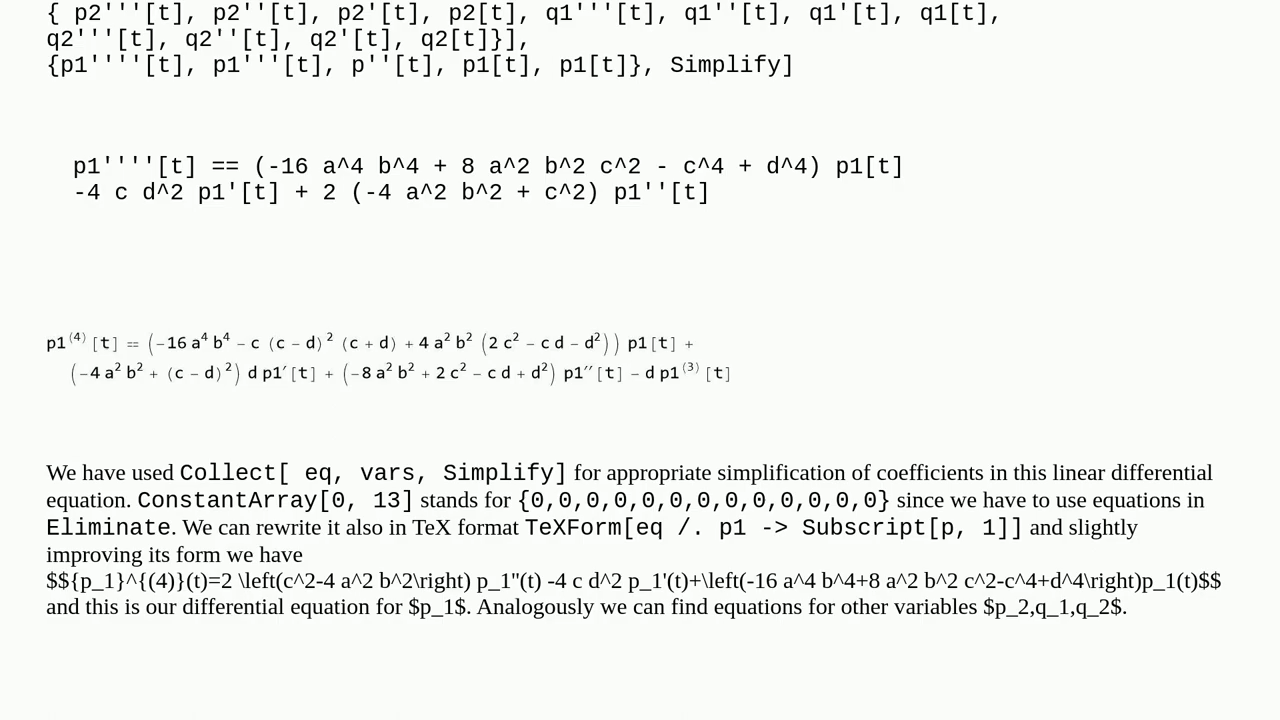 { p2'''[t], p2''[t], p2'[t], p2[t], q1'''[t], q1''[t], q1'[t], q1[t],
q2'''[t], q2''[t], q2'[t], q2[t]}],
{p1''''[t], p1'''[t], p''[t], p1[t], p1[t]}, Simplify]
p1''''[t] == (-16 a^4 b^4 + 8 a^2 b^2 c^2 - c^4 + d^4) p1[t]
-4 c d^2 p1'[t] + 2 (-4 a^2 b^2 + c^2) p1''[t]
p1⁽⁴⁾[t] == (-16 a⁴ b⁴ - c (c - d)² (c + d) + 4 a² b² (2 c² - c d - d²)) p1[t] +
(-4 a² b² + (c - d)²) d p1′[t] + (-8 a² b² + 2 c² - c d + d²) p1′′[t] - d p1⁽³⁾[t]
We have used Collect[ eq, vars, Simplify] for appropriate simplification of coefficients in this linear differential
equation. ConstantArray[0, 13] stands for {0,0,0,0,0,0,0,0,0,0,0,0,0} since we have to use equations in
Eliminate. We can rewrite it also in TeX format TeXForm[eq /. p1 -> Subscript[p, 1]] and slightly
improving its form we have
$${p_1}^{(4)}(t)=2 \left(c^2-4 a^2 b^2\right) p_1''(t) -4 c d^2 p_1'(t)+\left(-16 a^4 b^4+8 a^2 b^2 c^2-c^4+d^4\right)p_1(t)$$
and this is our differential equation for $p_1$. Analogously we can find equations for other variables $p_2,q_1,q_2$.